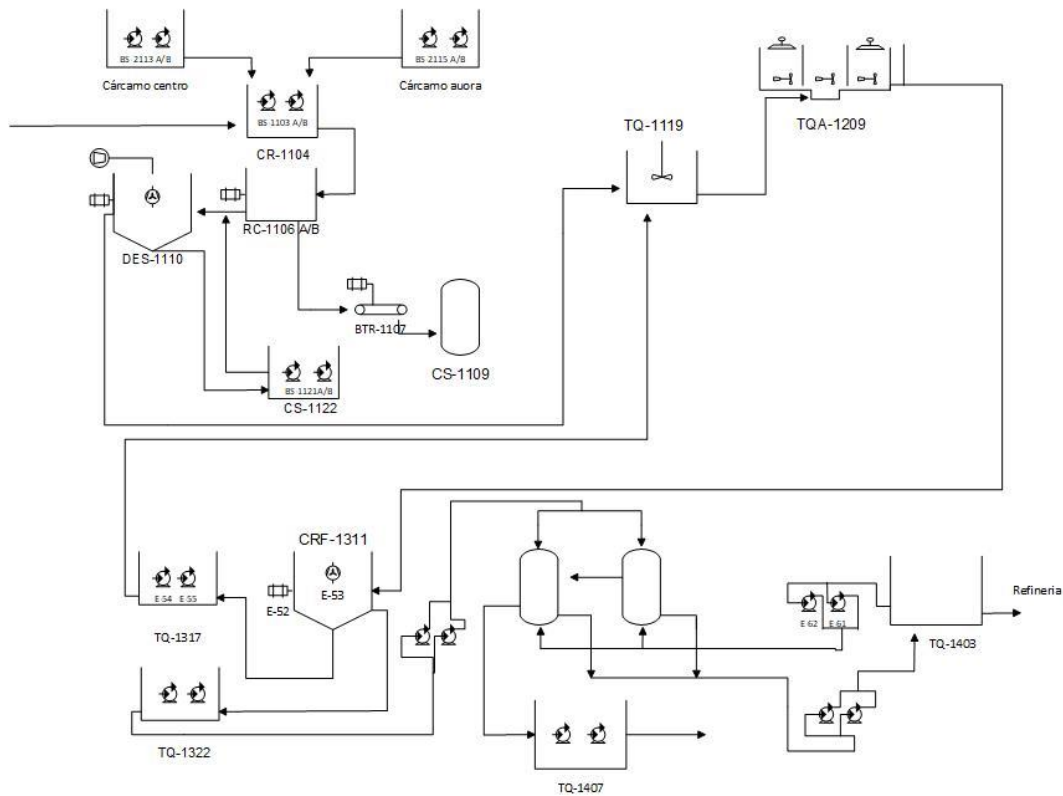 BS 2113 A/B
BS 2115 A/B
Cárcamo centro
Cárcamo auora
BS 1103 A/B
CR-1104
TQ-1119
TQA-1209
RC-1106 A/B
DES-1110
BTR-1107
CS-1109
BS 1121A/B
CS-1122
CRF-1311
E-53
E-52
E-54 E-55
TQ-1317
TQ-1322
Refineria
E 62
E 61
TQ-1403
TQ-1407